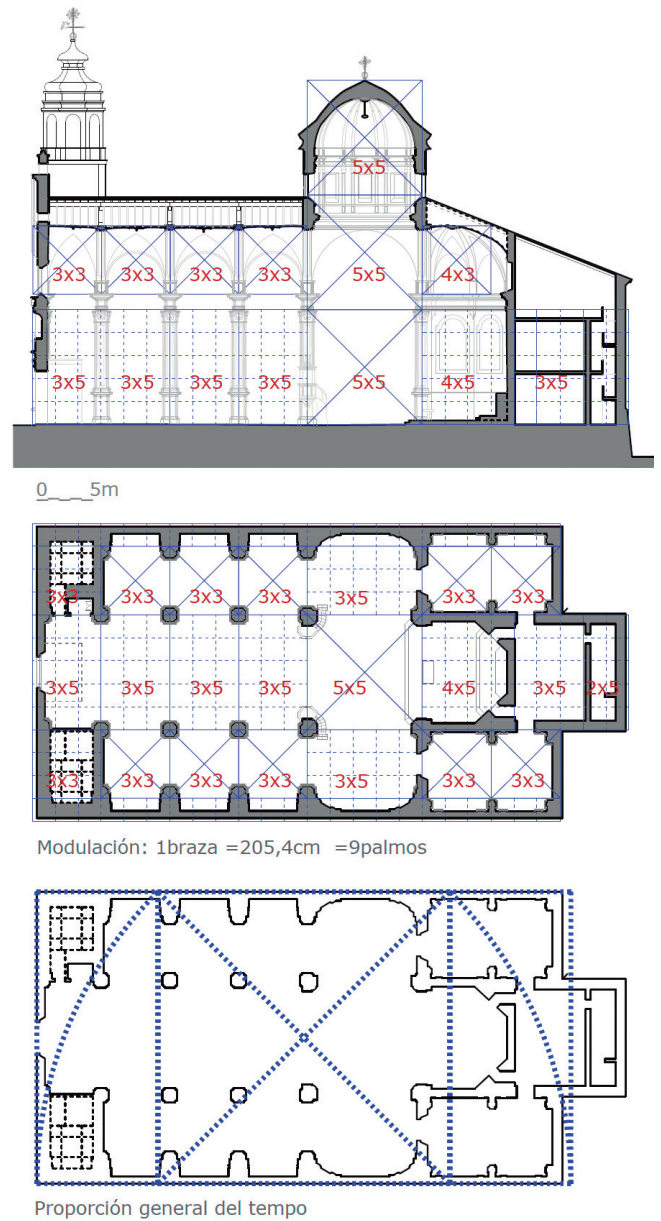 5x5
3x3 3x3 3x3 3x3 5x5 4x3
3x5 3x5 3x5 3x5 5x5 4x5 3x5
0____5m
3x3 3x3 3x3 3x3 3x5 3x3 3x3
3x5 3x5 3x5 3x5 5x5 4x5 3x5 2x5
3x3 3x3 3x3 3x3 3x5 3x3 3x3
Modulación: 1braza =205,4cm =9palmos
Proporción general del tempo